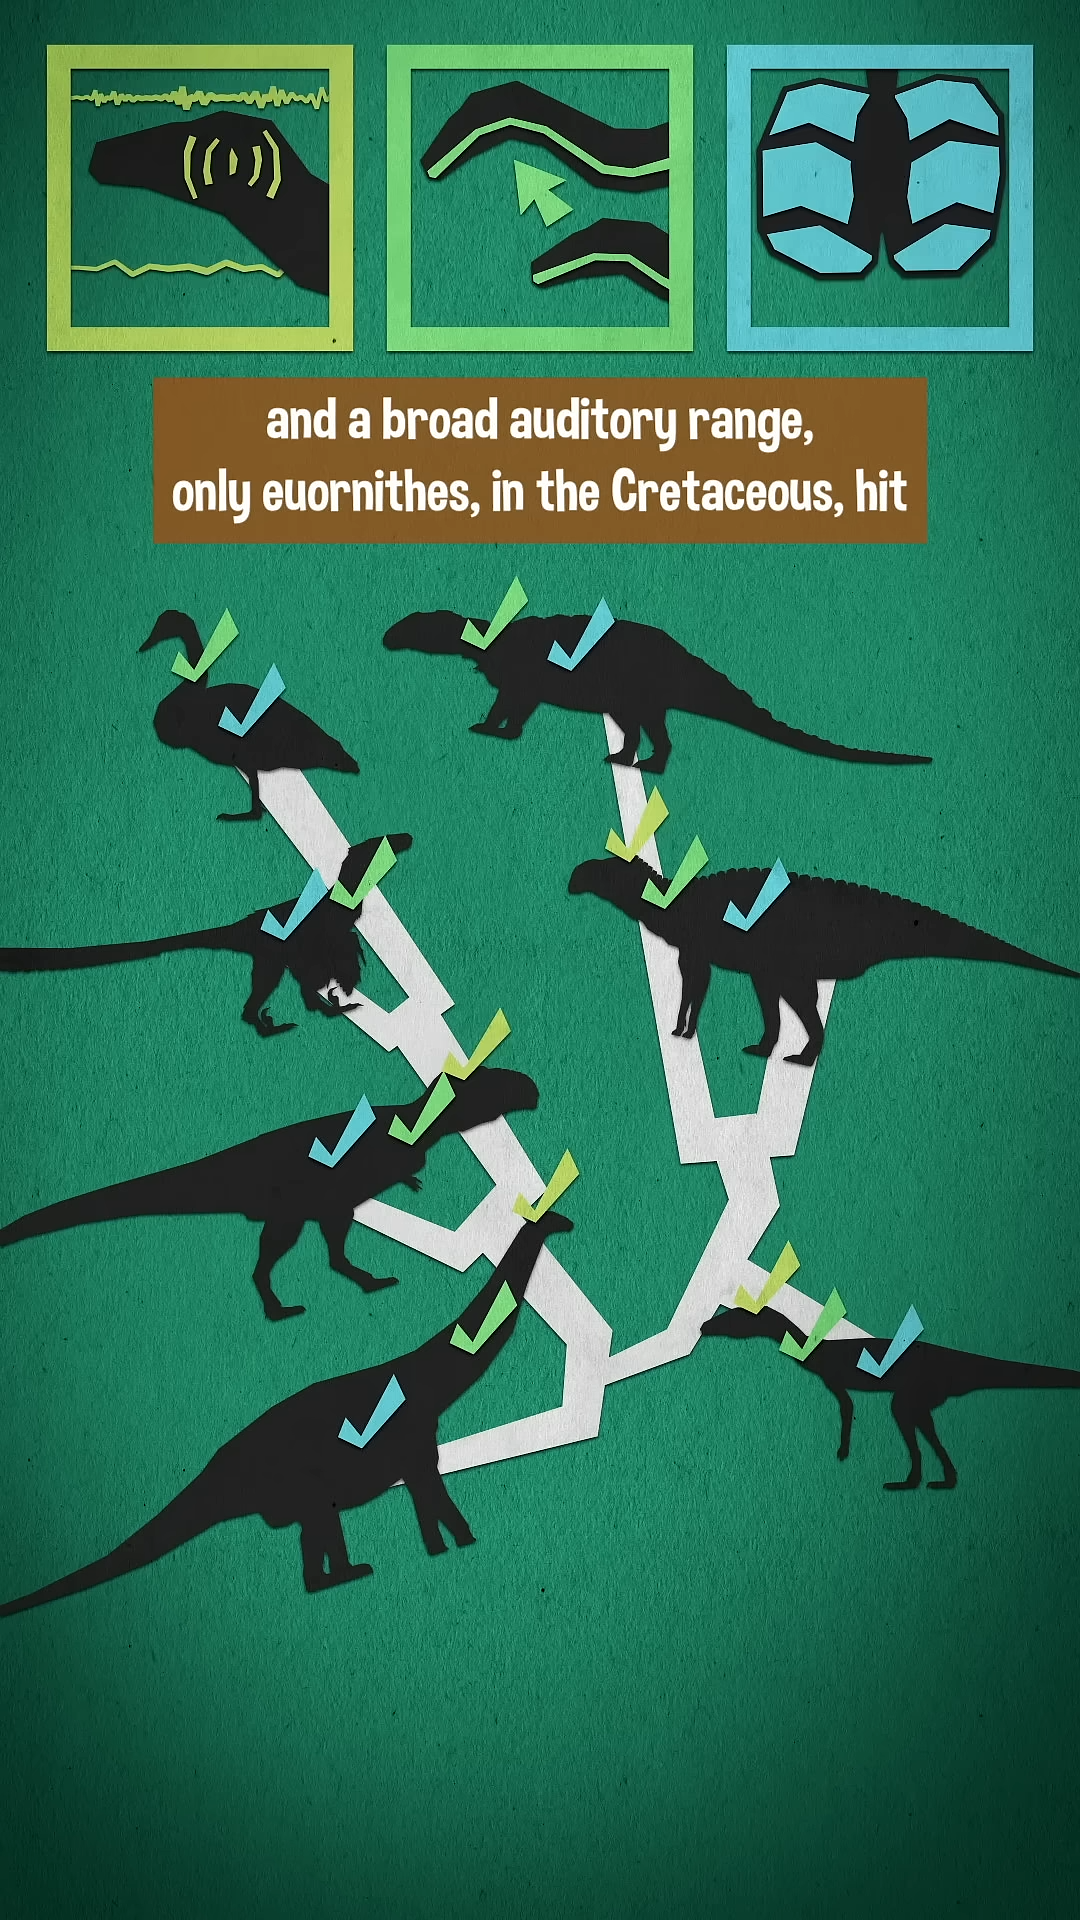 and a broad auditory range,
only euornithes, in the Cretaceous, hit